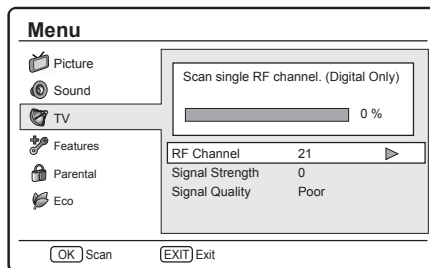 Menu
Picture
Sound
TV
Features
Parental
Eco
Scan single RF channel. (Digital Only)
0 %
RF Channel 21
Signal Strength 0
Signal Quality Poor
OK Scan EXIT Exit